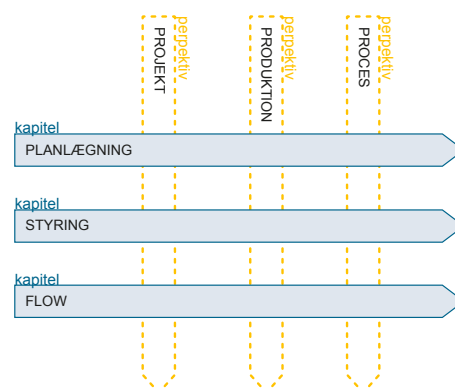 perpektiv
PROJEKT
perpektiv
PRODUKTION
perpektiv
PROCES
kapitel
PLANLÆGNING
kapitel
STYRING
kapitel
FLOW